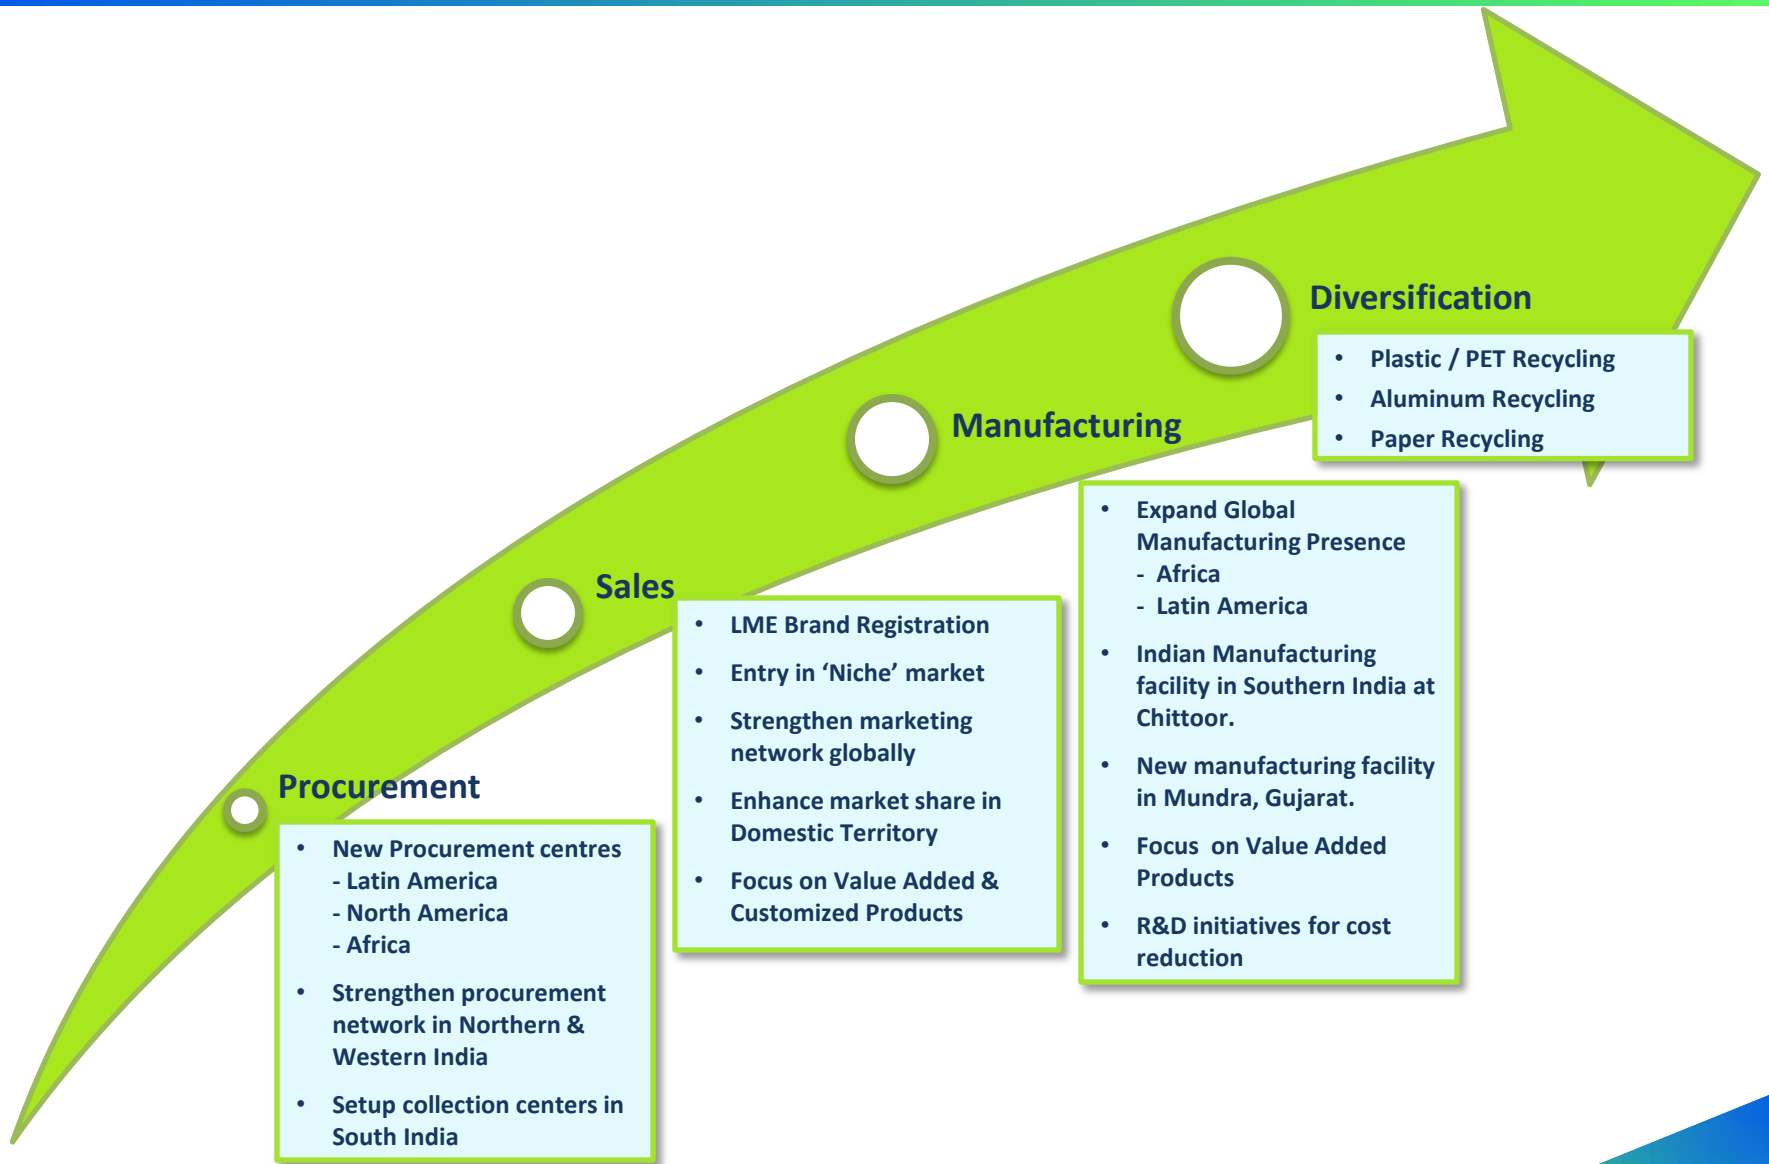 Procurement
• New Procurement centres
- Latin America
- North America
- Africa
• Strengthen procurement
network in Northern &
Western India
• Setup collection centers in
South India
Sales
• LME Brand Registration
• Entry in ‘Niche’ market
• Strengthen marketing
network globally
• Enhance market share in
Domestic Territory
• Focus on Value Added &
Customized Products
Manufacturing
• Expand Global
Manufacturing Presence
- Africa
- Latin America
• Indian Manufacturing
facility in Southern India at
Chittoor.
• New manufacturing facility
in Mundra, Gujarat.
• Focus on Value Added
Products
• R&D initiatives for cost
reduction
Diversification
• Plastic / PET Recycling
• Aluminum Recycling
• Paper Recycling